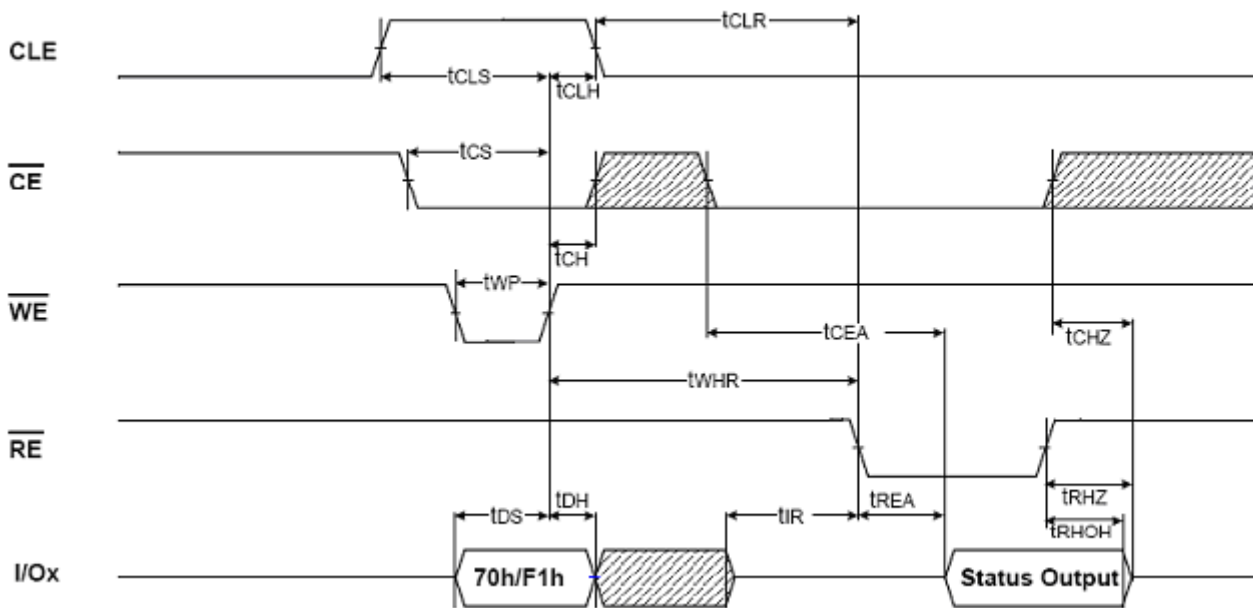 tCLR
CLE
tCLS
tCLH
tCS
CE
tCH
tWP
WE
tCEA
tCHZ
tWHR
RE
tDH
tREA
tRHZ
tDS
tIR
tRHOH
I/Ox
70h/F1h
Status Output